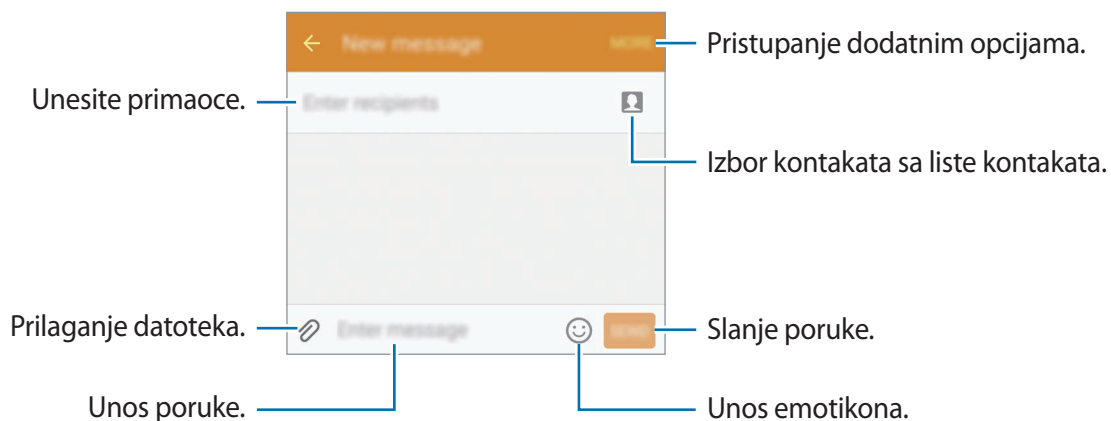 New message
MORE
Pristupanje dodatnim opcijama.
Unesite primaoce.
Enter recipients
Izbor kontakata sa liste kontakata.
Prilaganje datoteka.
Enter message
SEND
Slanje poruke.
Unos poruke.
Unos emotikona.